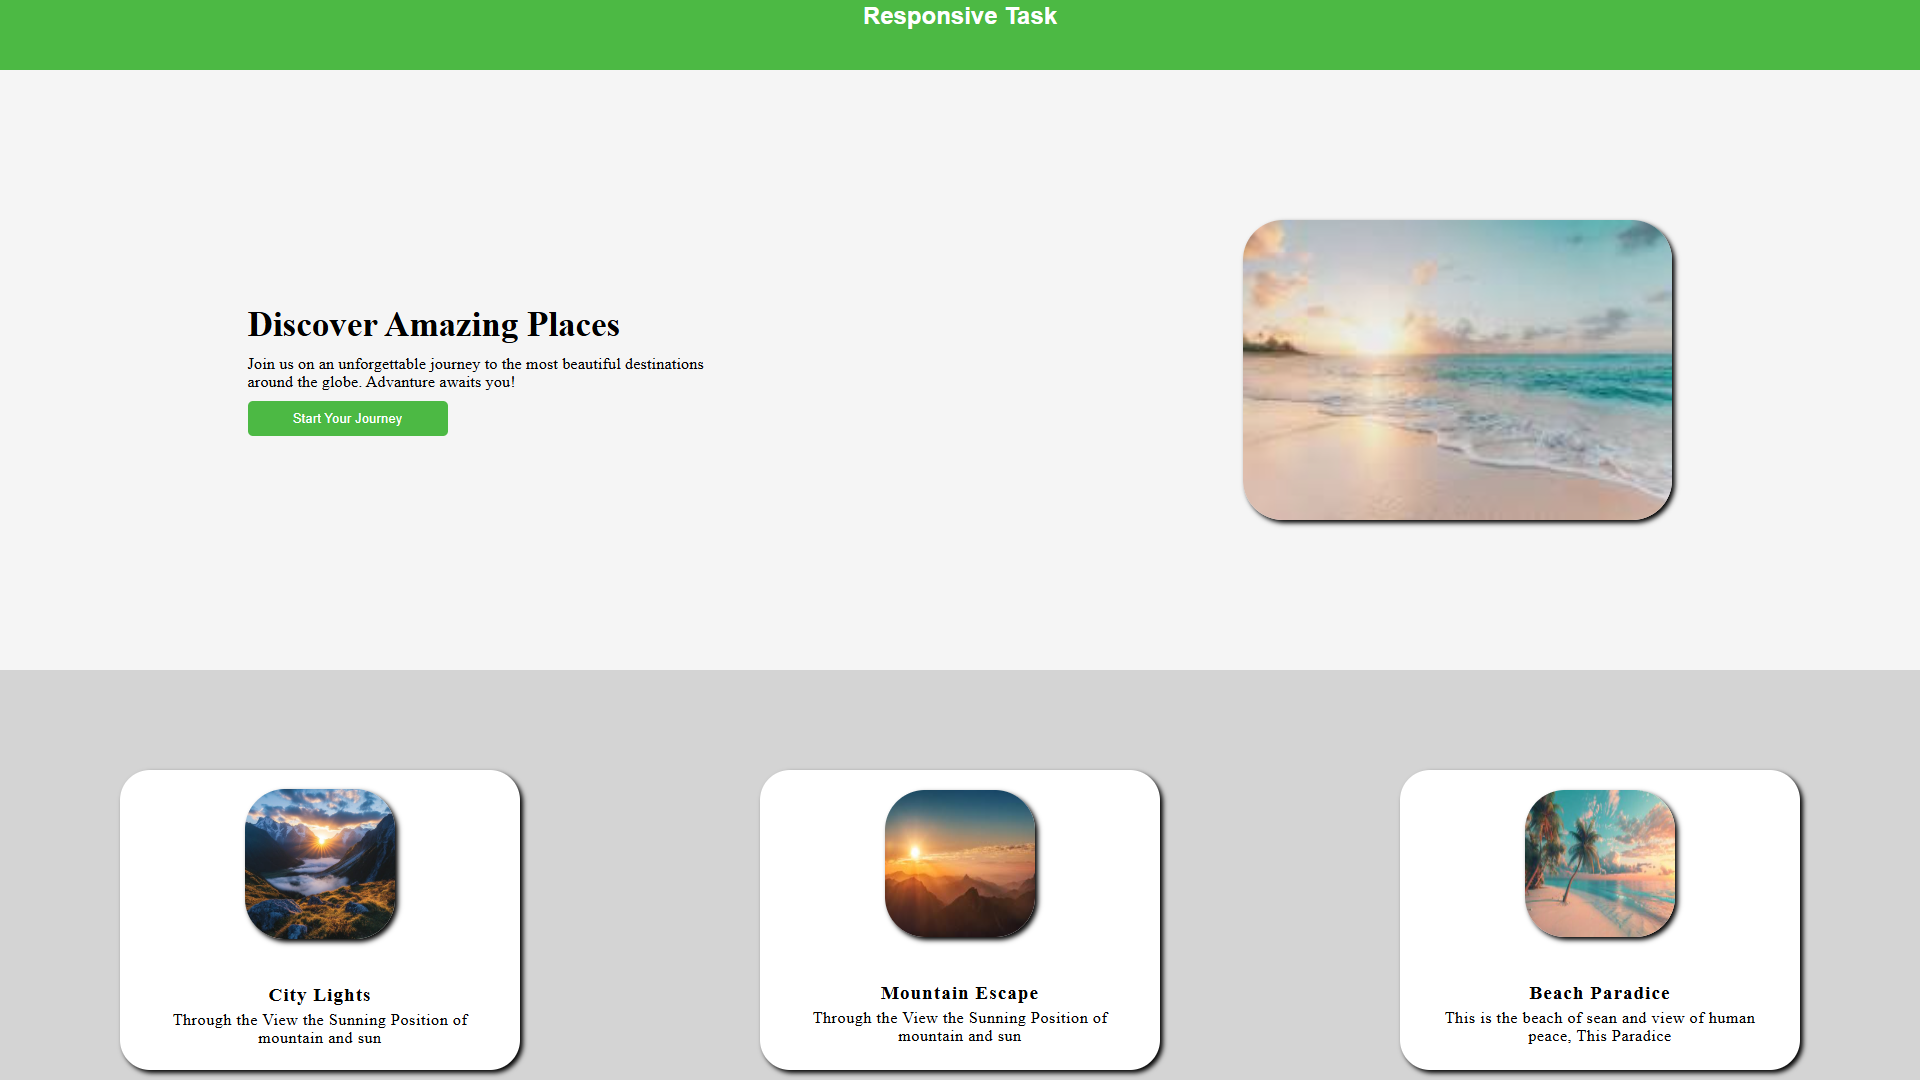 Responsive Task
Discover Amazing Places
Join us on an unforgettable journey to the most beautiful destinations
around the globe. Advanture awaits you!
Start Your Journey
City Lights
Through the View the Sunning Position of
mountain and sun
Mountain Escape
Through the View the Sunning Position of
mountain and sun
Beach Paradice
This is the beach of sean and view of human
peace, This Paradice